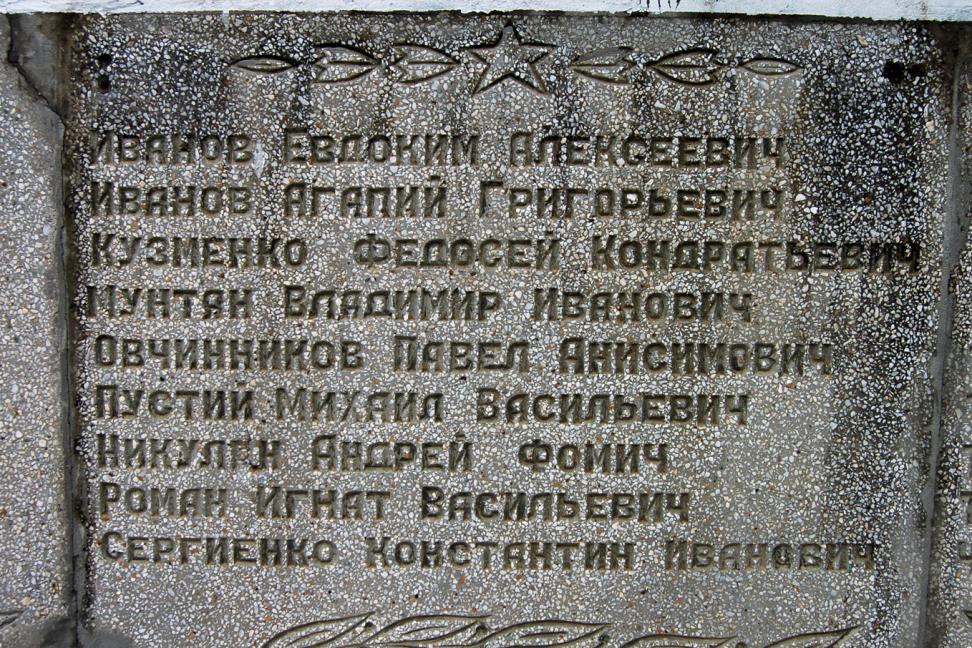 Иванов Евдоким Алексеевич
Иванов Агапий Григорьевич
Кузменко Федосей Кондратьевич
Мунтян Владимир Иванович
Овчинников Павел Анисимович
Пустий Михаил Васильевич
Андрей Фомич
Роман Игнат Васильевич
Сергиенко Константин Иванович